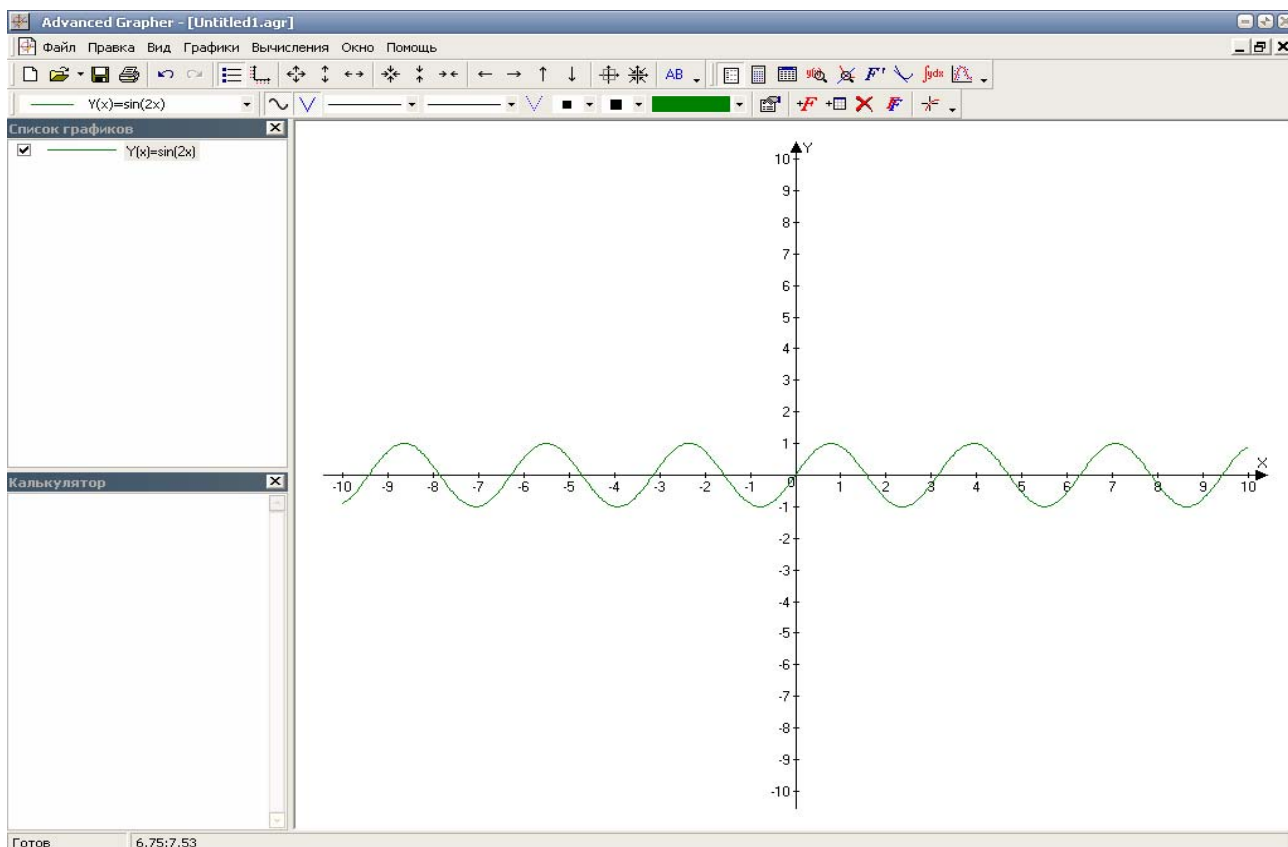 Advanced Grapher - [Untitled1.agr]
Файл Правка Вид Графики Вычисления Окно Помощь
AB F' ∫ydx
Y(x)=sin(2x) +F F
Список графиков
Y(x)=sin(2x)
Калькулятор
Y
10
9
8
7
6
5
4
3
2
1
X
-10 -9 -8 -7 -6 -5 -4 -3 -2 -1 0 1 2 3 4 5 6 7 8 9 10
-1
-2
-3
-4
-5
-6
-7
-8
-9
-10
Готов 6.75:7.53